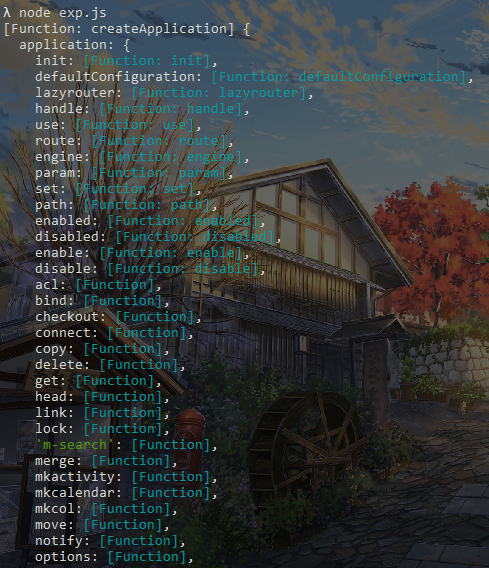 λ node exp.js
[Function: createApplication] {
application: {
init: [Function: init],
defaultConfiguration: [Function: defaultConfiguration],
lazyrouter: [Function: lazyrouter],
handle: [Function: handle],
use: [Function: use],
route: [Function: route],
engine: [Function: engine],
param: [Function: param],
set: [Function: set],
path: [Function: path],
enabled: [Function: enabled],
disabled: [Function: disabled],
enable: [Function: enable],
disable: [Function: disable],
acl: [Function],
bind: [Function],
checkout: [Function],
connect: [Function],
copy: [Function],
delete: [Function],
get: [Function],
head: [Function],
link: [Function],
lock: [Function],
'm-search': [Function],
merge: [Function],
mkactivity: [Function],
mkcalendar: [Function],
mkcol: [Function],
move: [Function],
notify: [Function],
options: [Function],